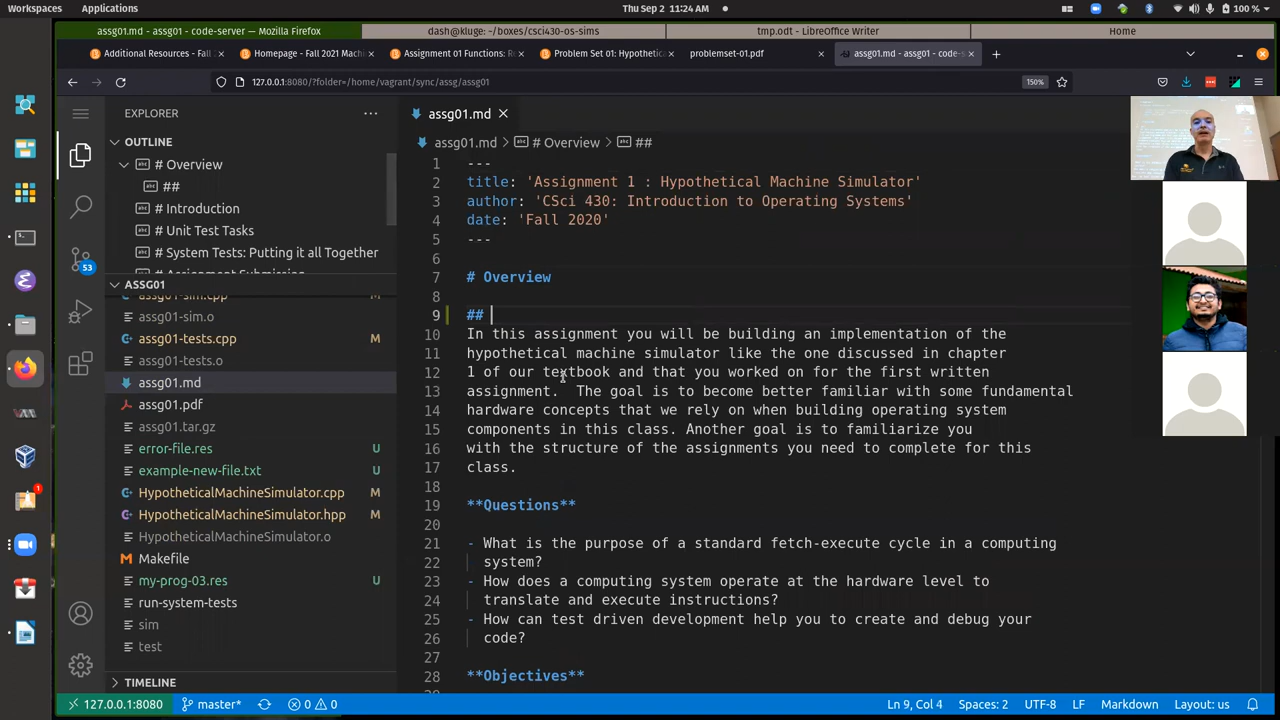 Places
Applications
Thu Sep 2 11:24 AM
100 %
assg01.md - assg01 - code-server — Mozilla Firefox
dash@kluge: ~/boxes/csci430-os-sims
tmp.odt - LibreOffice Writer
Home
Additional Resources - Fall
Homepage - Fall 2021 Machin
Assignment 01 Functions: Re
Problem Set 01: Hypothetica
problemset-01.pdf
assg01.md - assg01 - code-s
127.0.0.1:8080/?folder=/home/vagrant/sync/assg/assg01
150%
EXPLORER
OUTLINE
# Overview
##
# Introduction
# Unit Test Tasks
# System Tests: Putting it all Together
# Assignment Submission
53
ASSG01
assg01-sim.cpp M
assg01-sim.o
assg01-tests.cpp M
assg01-tests.o
assg01.md
assg01.pdf
assg01.tar.gz
error-file.res U
example-new-file.txt U
HypotheticalMachineSimulator.cpp M
HypotheticalMachineSimulator.hpp M
HypotheticalMachineSimulator.o
Makefile
my-prog-03.res U
run-system-tests
sim
test
TIMELINE
1
assg01.md
assg01.md > # Overview > ##
1 ---
2 title: 'Assignment 1 : Hypothetical Machine Simulator'
3 author: 'CSci 430: Introduction to Operating Systems'
4 date: 'Fall 2020'
5 ---
6
7 # Overview
8
9 ##
10 In this assignment you will be building an implementation of the
11 hypothetical machine simulator like the one discussed in chapter
12 1 of our textbook and that you worked on for the first written
13 assignment.  The goal is to become better familiar with some fundamental
14 hardware concepts that we rely on when building operating system
15 components in this class. Another goal is to familiarize you
16 with the structure of the assignments you need to complete for this
17 class.
18
19 **Questions**
20
21 - What is the purpose of a standard fetch-execute cycle in a computing
22 system?
23 - How does a computing system operate at the hardware level to
24 translate and execute instructions?
25 - How can test driven development help you to create and debug your
26 code?
27
28 **Objectives**
127.0.0.1:8080
master*
0 0
Ln 9, Col 4
Spaces: 2
UTF-8
LF
Markdown
Layout: us